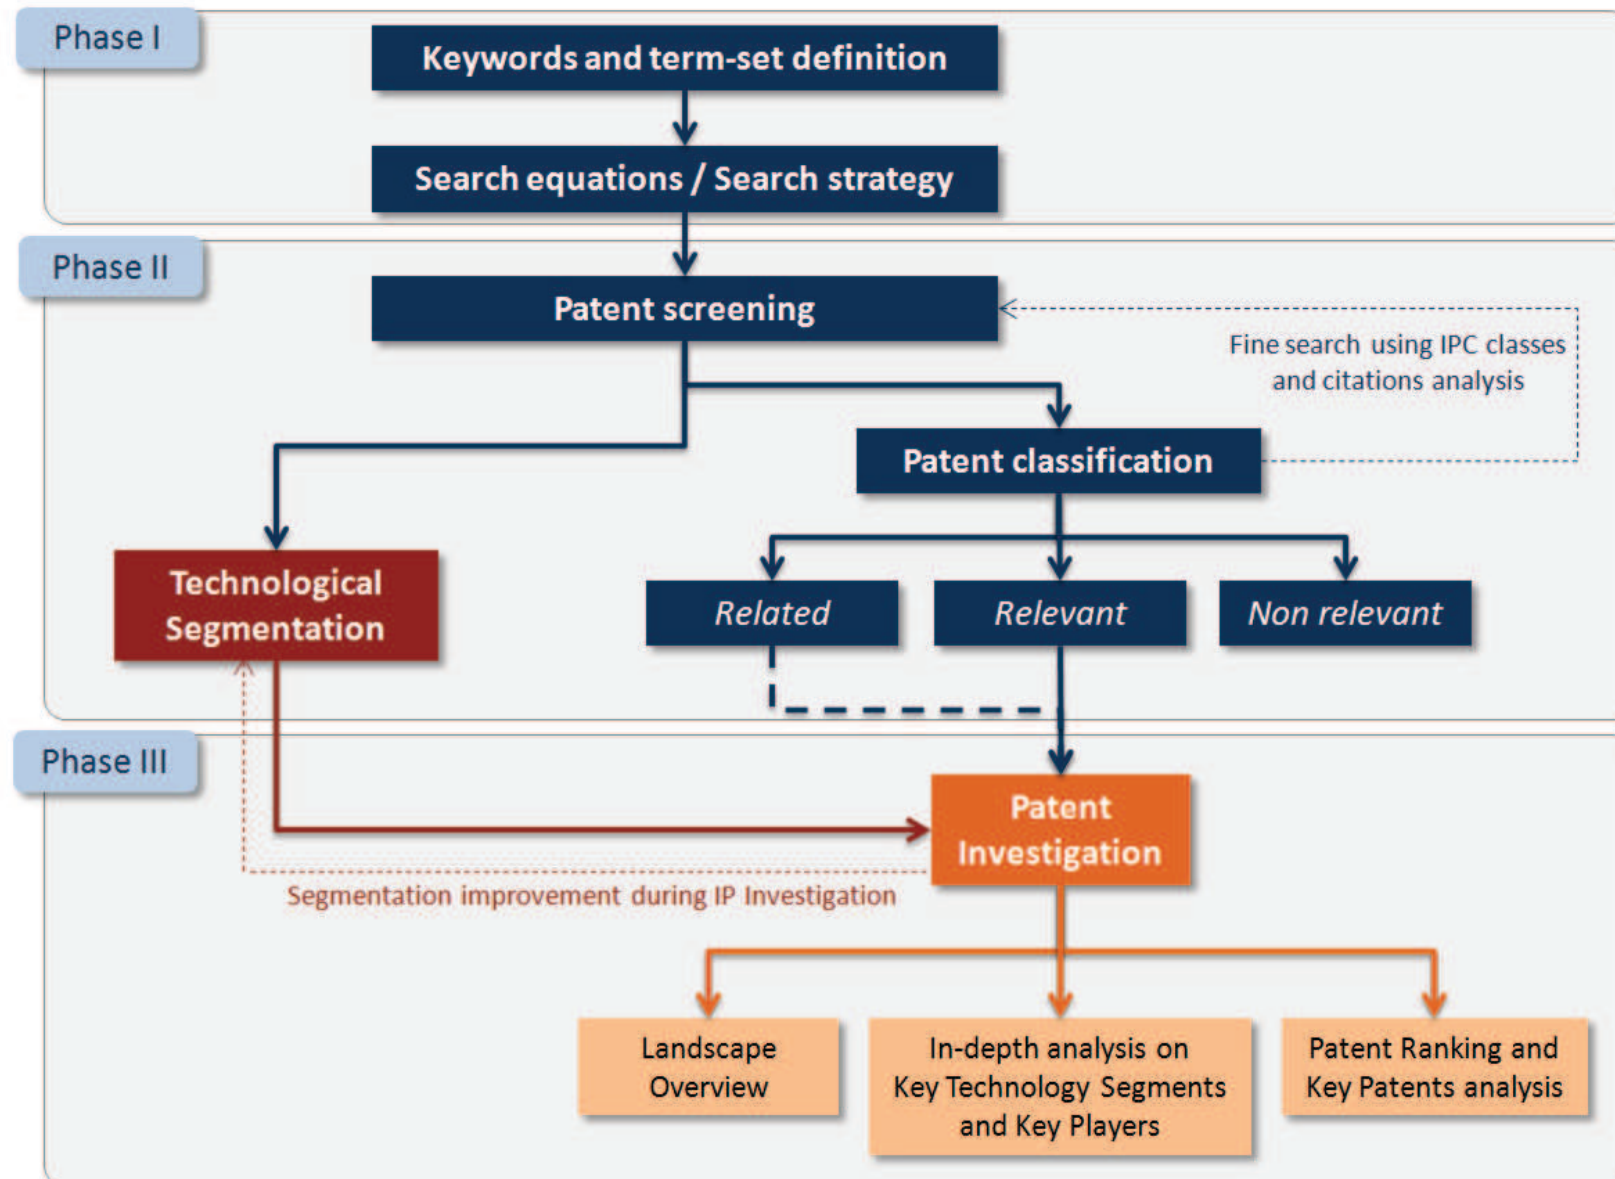 Phase I
Keywords and term-set definition
Search equations / Search strategy
Phase II
Patent screening
Fine search using IPC classes
and citations analysis
Patent classification
Technological
Segmentation
Related
Relevant
Non relevant
Phase III
Patent
Investigation
Segmentation improvement during IP Investigation
Landscape
Overview
In-depth analysis on
Key Technology Segments
and Key Players
Patent Ranking and
Key Patents analysis